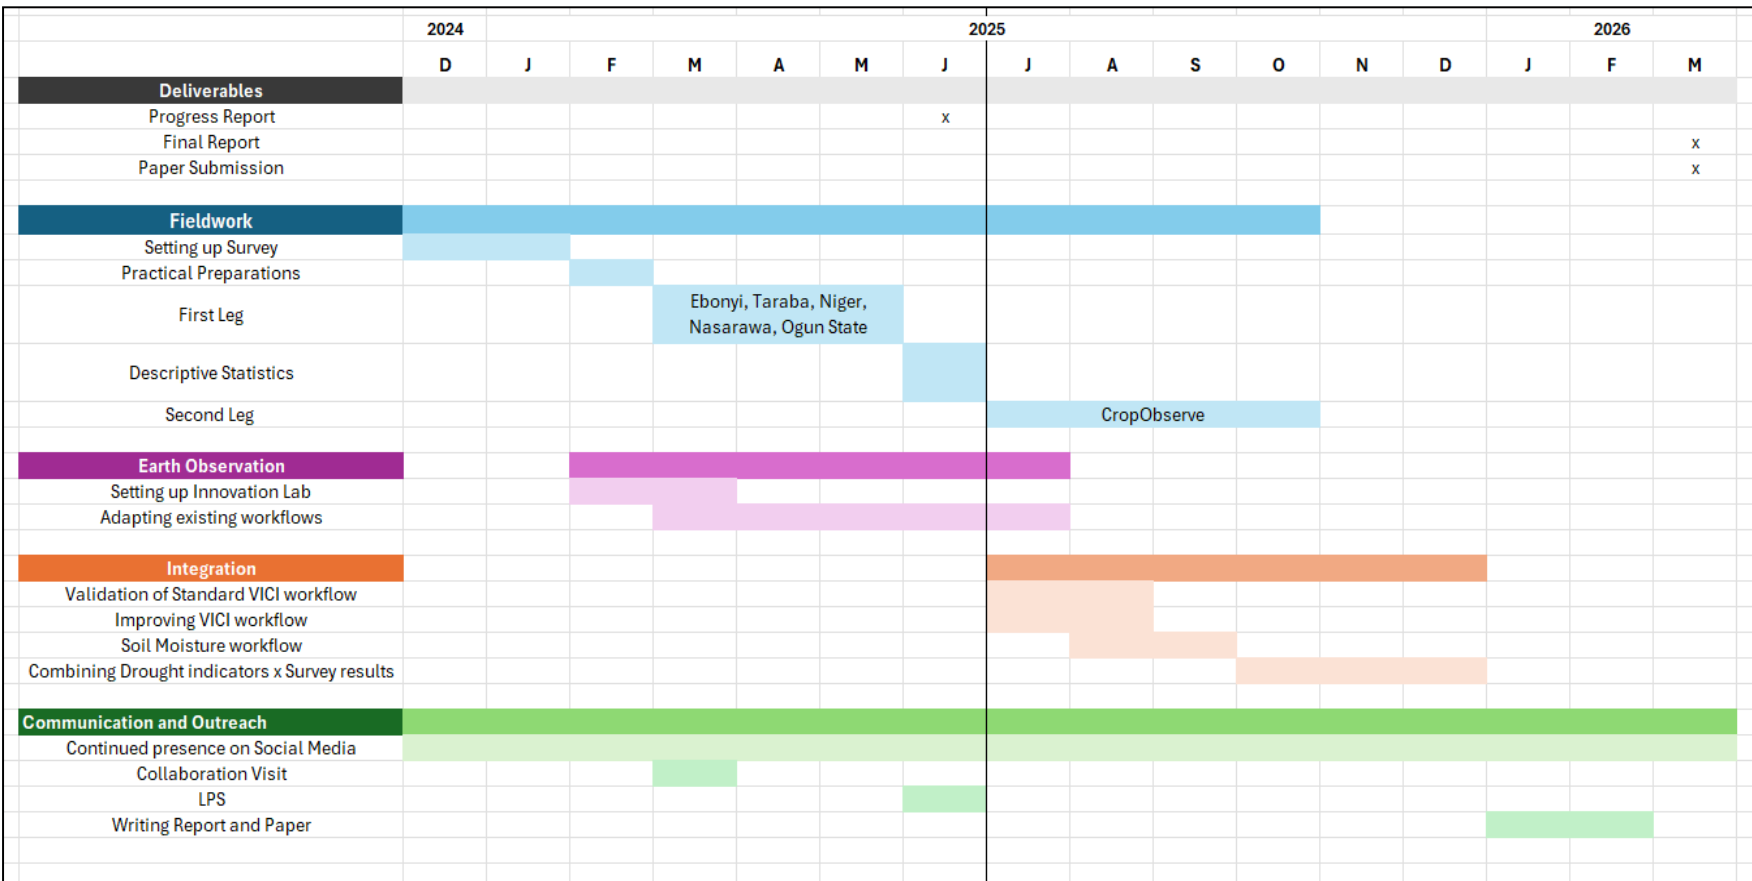 2024 2025 2026
D J F M A M J J A S O N D J F M
Deliverables
Progress Report x
Final Report x
Paper Submission x
Fieldwork
Setting up Survey
Practical Preparations
First Leg
Ebonyi, Taraba, Niger,
Nasarawa, Ogun State
Descriptive Statistics
Second Leg CropObserve
Earth Observation
Setting up Innovation Lab
Adapting existing workflows
Integration
Validation of Standard VICI workflow
Improving VICI workflow
Soil Moisture workflow
Combining Drought indicators x Survey results
Communication and Outreach
Continued presence on Social Media
Collaboration Visit
LPS
Writing Report and Paper